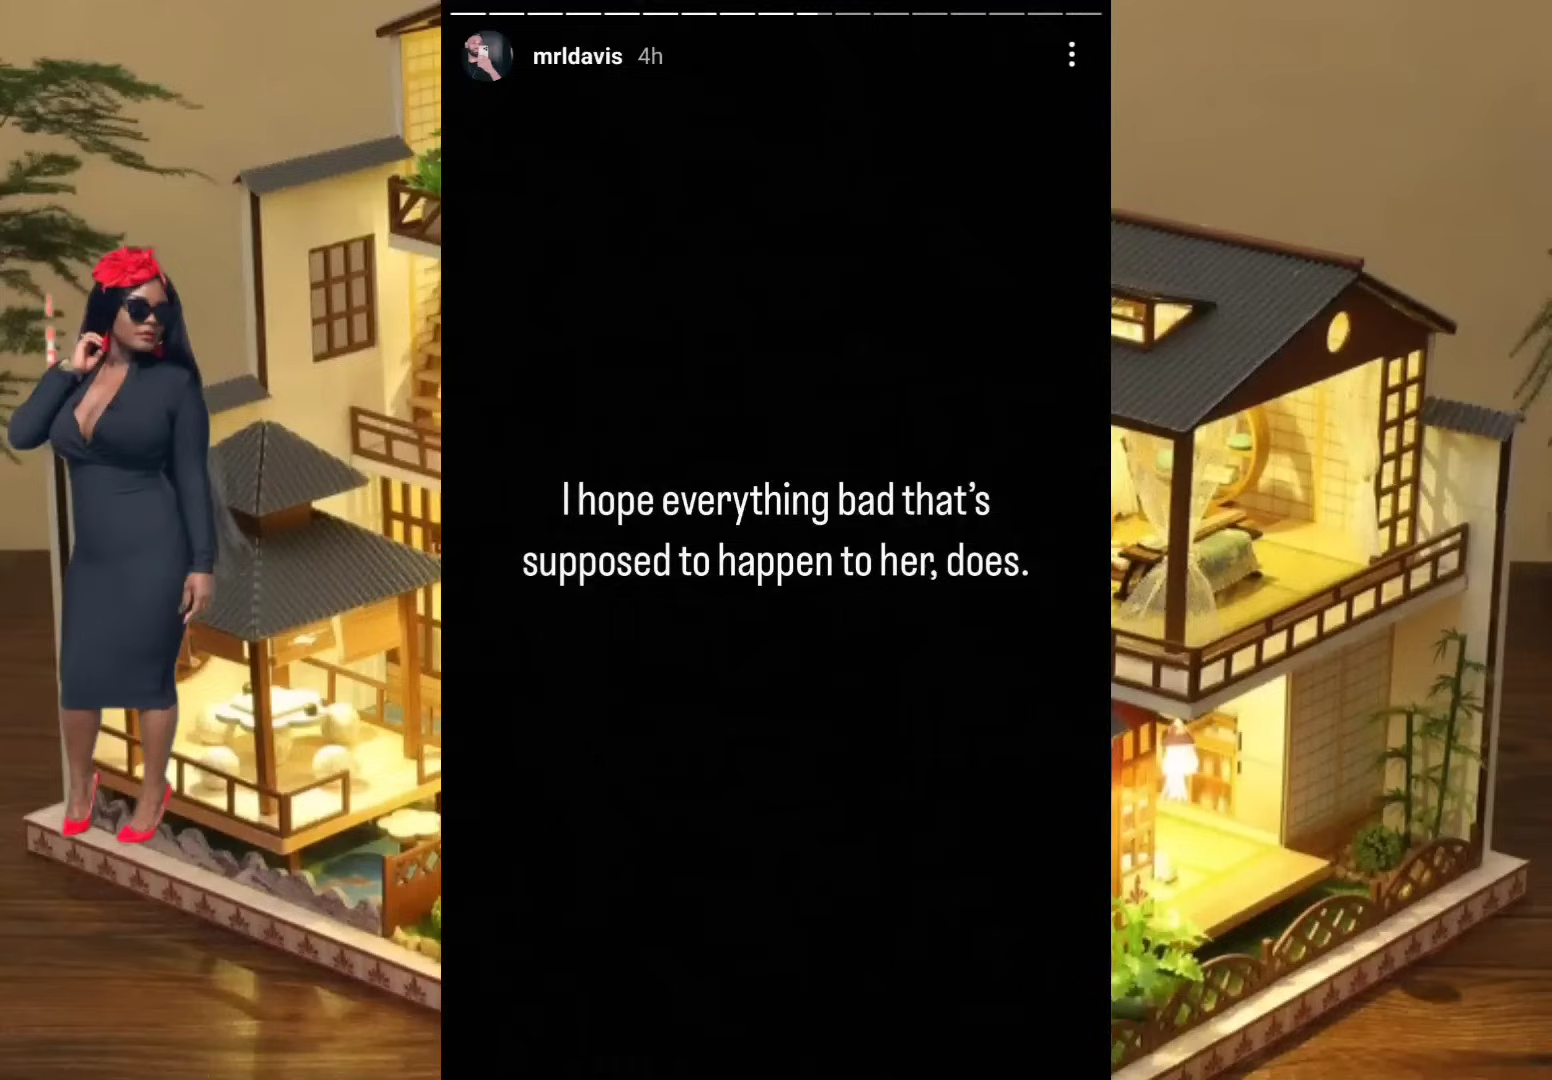 mrldavis 4h
I hope everything bad that’s
supposed to happen to her, does.